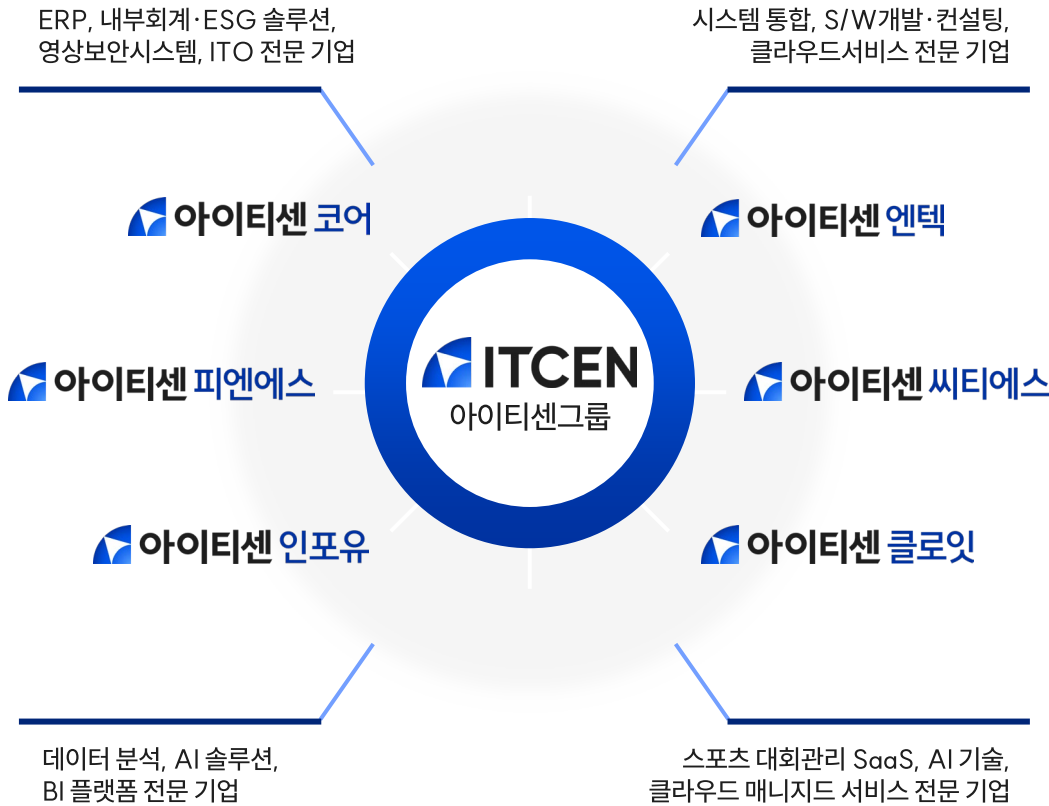 ERP, 내부회계·ESG 솔루션,
영상보안시스템, ITO 전문 기업
시스템 통합, S/W개발·컨설팅,
클라우드서비스 전문 기업
아이티센 코어
아이티센 엔텍
ITCEN
아이티센그룹
아이티센 피엔에스
아이티센 씨티에스
아이티센 인포유
아이티센 클로잇
데이터 분석, AI 솔루션,
BI 플랫폼 전문 기업
스포츠 대회관리 SaaS, AI 기술,
클라우드 매니지드 서비스 전문 기업